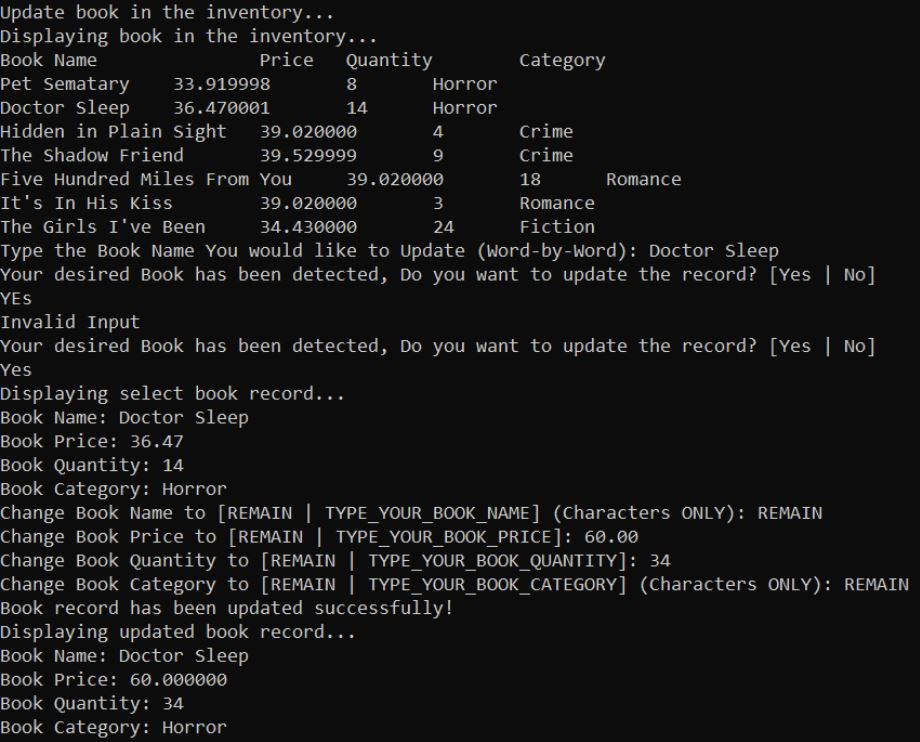 Update book in the inventory...
Displaying book in the inventory...
Book Name Price Quantity Category
Pet Sematary 33.919998 8 Horror
Doctor Sleep 36.470001 14 Horror
Hidden in Plain Sight 39.020000 4 Crime
The Shadow Friend 39.529999 9 Crime
Five Hundred Miles From You 39.020000 18 Romance
It's In His Kiss 39.020000 3 Romance
The Girls I've Been 34.430000 24 Fiction
Type the Book Name You would like to Update (Word-by-Word): Doctor Sleep
Your desired Book has been detected, Do you want to update the record? [Yes | No]
YEs
Invalid Input
Your desired Book has been detected, Do you want to update the record? [Yes | No]
Yes
Displaying select book record...
Book Name: Doctor Sleep
Book Price: 36.47
Book Quantity: 14
Book Category: Horror
Change Book Name to [REMAIN | TYPE_YOUR_BOOK_NAME] (Characters ONLY): REMAIN
Change Book Price to [REMAIN | TYPE_YOUR_BOOK_PRICE]: 60.00
Change Book Quantity to [REMAIN | TYPE_YOUR_BOOK_QUANTITY]: 34
Change Book Category to [REMAIN | TYPE_YOUR_BOOK_CATEGORY] (Characters ONLY): REMAIN
Book record has been updated successfully!
Displaying updated book record...
Book Name: Doctor Sleep
Book Price: 60.000000
Book Quantity: 34
Book Category: Horror